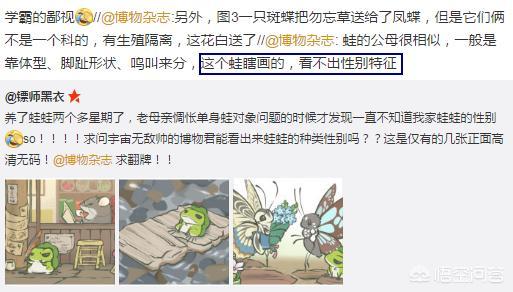 学霸的鄙视//@博物杂志:另外，图3一只斑蝶把勿忘草送给了凤蝶，但是它们俩
不是一个科的，有生殖隔离，这花白送了//@博物杂志: 蛙的公母很相似，一般是
靠体型、脚趾形状、鸣叫来分，这个蛙瞎画的，看不出性别特征
@镖师黑衣
养了蛙蛙两个多星期了，老母亲惆怅单身蛙对象问题的时候才发现一直不知道我家蛙蛙的性别
so！！！！求问宇宙无敌帅的博物君能看出来蛙蛙的种类性别吗？？这是仅有的几张正面高
清无码！@博物杂志 求翻牌！！
悟空问答